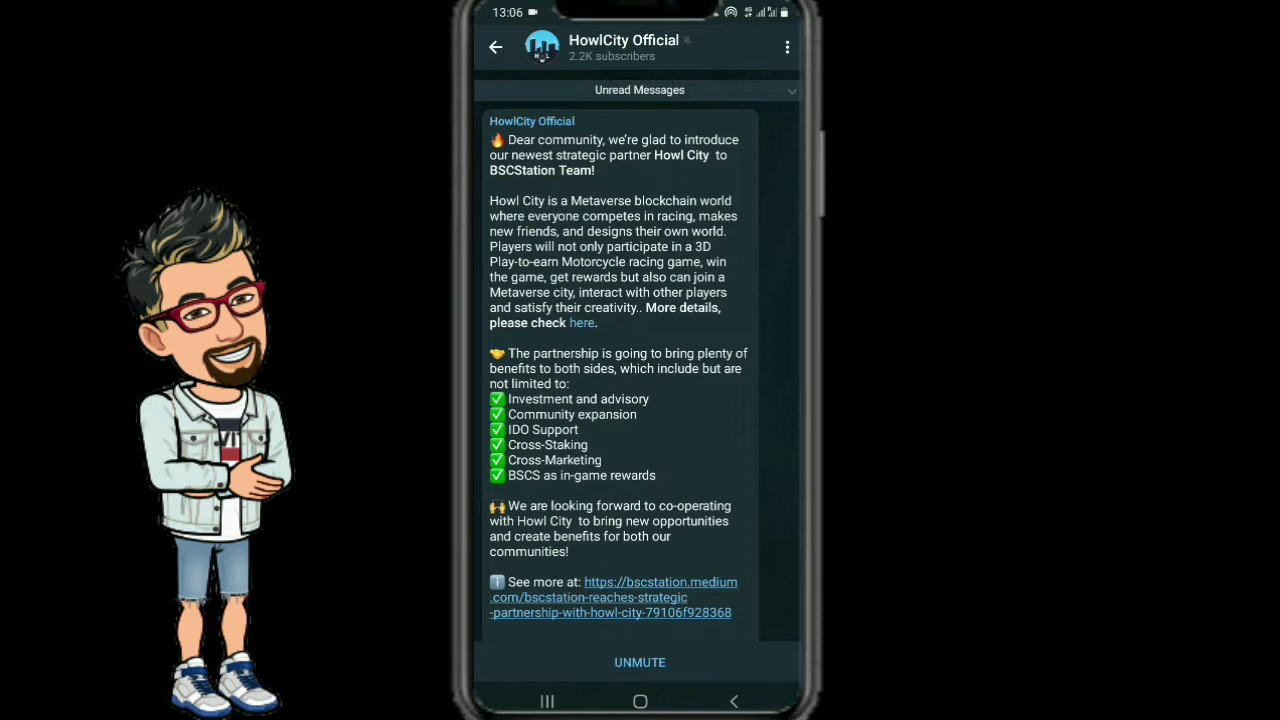 13:06
HowlCity Official
2.2K subscribers
Unread Messages
HowlCity Official
🔥 Dear community, we're glad to introduce
our newest strategic partner Howl City to
BSCStation Team!
Howl City is a Metaverse blockchain world
where everyone competes in racing, makes
new friends, and designs their own world.
Players will not only participate in a 3D
Play-to-earn Motorcycle racing game, win
the game, get rewards but also can join a
Metaverse city, interact with other players
and satisfy their creativity.. More details,
please check here.
🤝 The partnership is going to bring plenty of
benefits to both sides, which include but are
not limited to:
✅ Investment and advisory
✅ Community expansion
✅ IDO Support
✅ Cross-Staking
✅ Cross-Marketing
✅ BSCS as in-game rewards
🙌 We are looking forward to co-operating
with Howl City to bring new opportunities
and create benefits for both our
communities!
ℹ️ See more at: https://bscstation.medium
.com/bscstation-reaches-strategic
-partnership-with-howl-city-79106f928368
UNMUTE